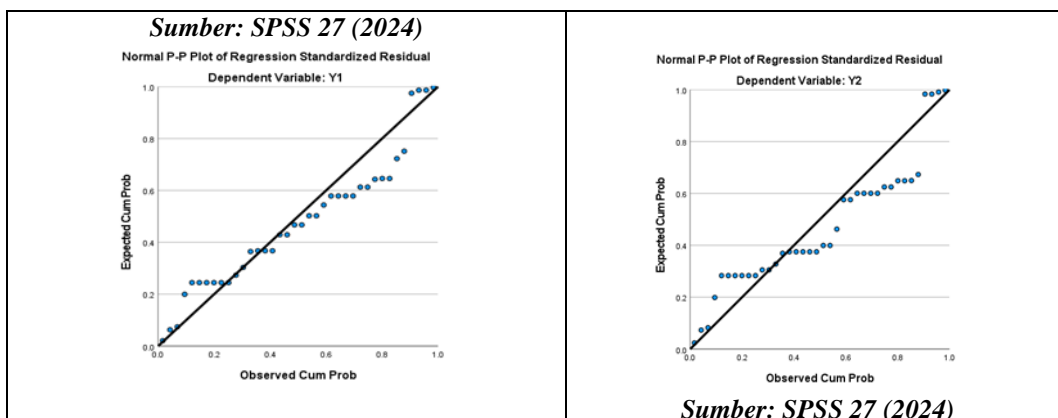 Sumber: SPSS 27 (2024)
Normal P-P Plot of Regression Standardized Residual
Dependent Variable: Y1
1.0
0.8
0.6
0.4
0.2
0.0
Expected Cum Prob
0.0 0.2 0.4 0.6 0.8 1.0
Observed Cum Prob
Normal P-P Plot of Regression Standardized Residual
Dependent Variable: Y2
1.0
0.8
0.6
0.4
0.2
0.0
Expected Cum Prob
0.0 0.2 0.4 0.6 0.8 1.0
Observed Cum Prob
Sumber: SPSS 27 (2024)